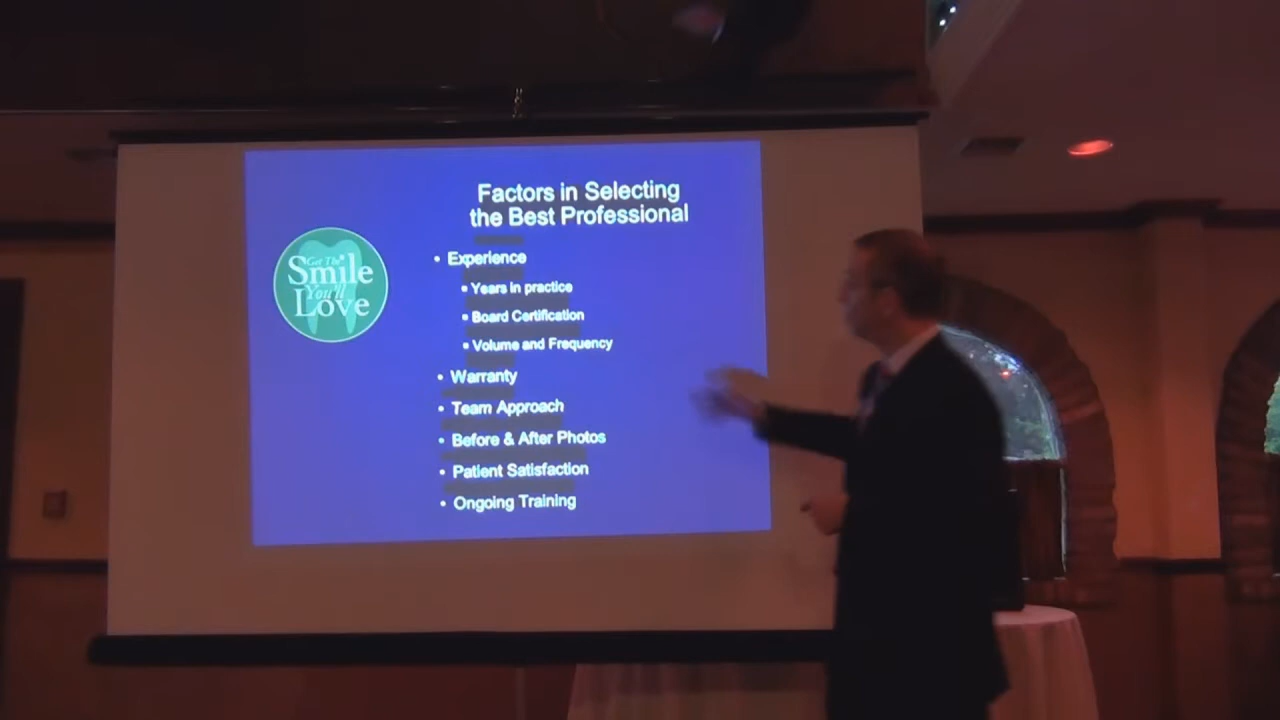 Factors in Selecting
the Best Professional
Get The
Smile
You'll
Love
• Experience
▪ Years in practice
▪ Board Certification
▪ Volume and Frequency
• Warranty
• Team Approach
• Before & After Photos
• Patient Satisfaction
• Ongoing Training